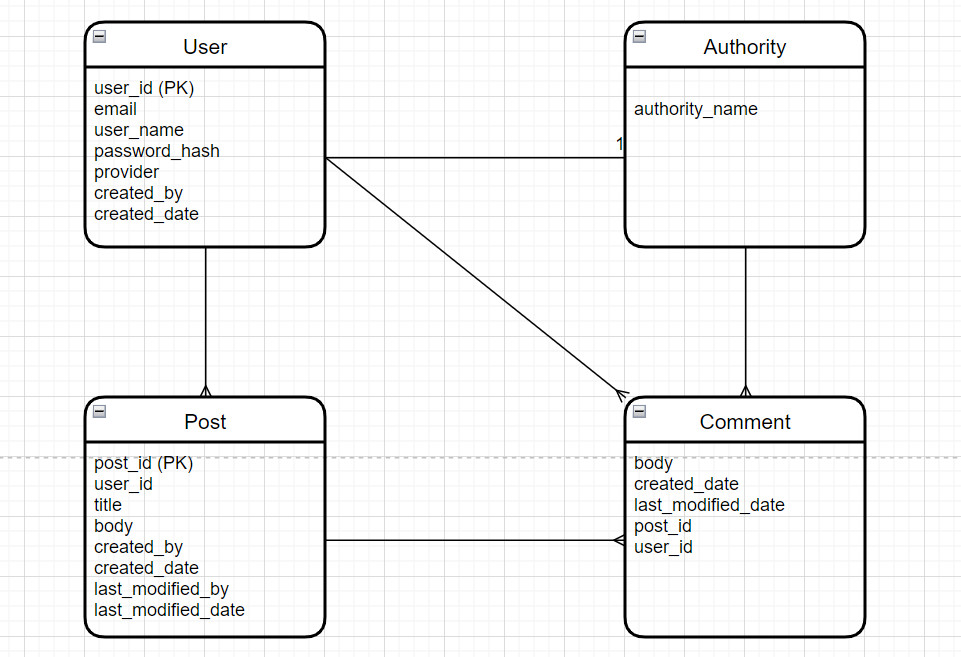 User
user_id (PK)
email
user_name
password_hash
provider
created_by
created_date
Authority
authority_name
1
Post
post_id (PK)
user_id
title
body
created_by
created_date
last_modified_by
last_modified_date
Comment
body
created_date
last_modified_date
post_id
user_id